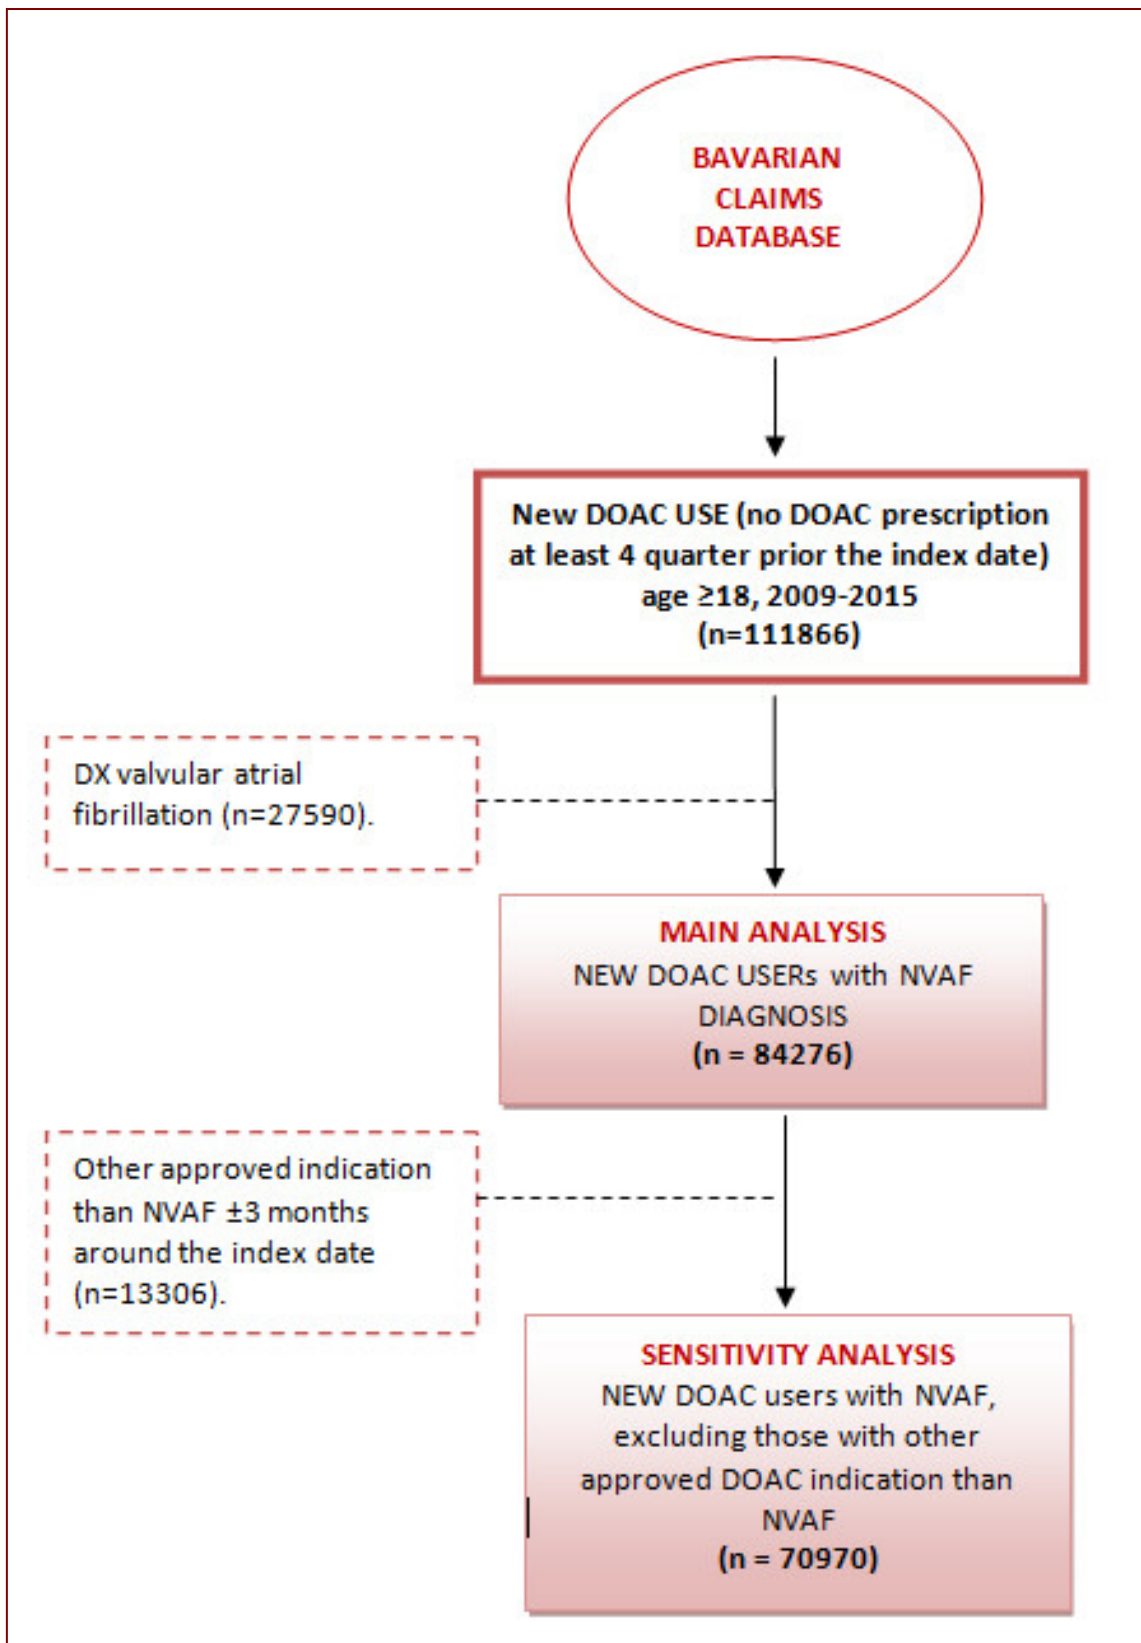 BAVARIAN
CLAIMS
DATABASE
New DOAC USE (no DOAC prescription
at least 4 quarter prior the index date)
age ≥18, 2009-2015
(n=111866)
DX valvular atrial
fibrillation (n=27590).
MAIN ANALYSIS
NEW DOAC USERs with NVAF
DIAGNOSIS
(n = 84276)
Other approved indication
than NVAF ±3 months
around the index date
(n=13306).
SENSITIVITY ANALYSIS
NEW DOAC users with NVAF,
excluding those with other
approved DOAC indication than
NVAF
(n = 70970)